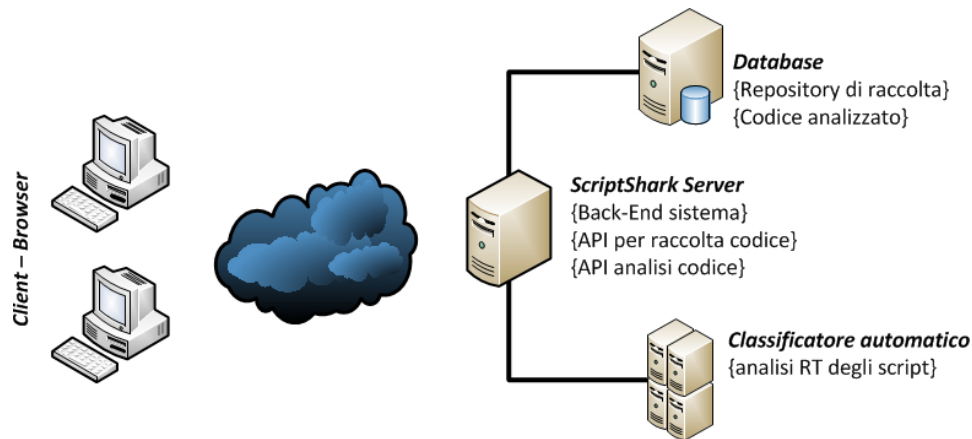 Client – Browser
Database
{Repository di raccolta}
{Codice analizzato}
ScriptShark Server
{Back-End sistema}
{API per raccolta codice}
{API analisi codice}
Classificatore automatico
{analisi RT degli script}